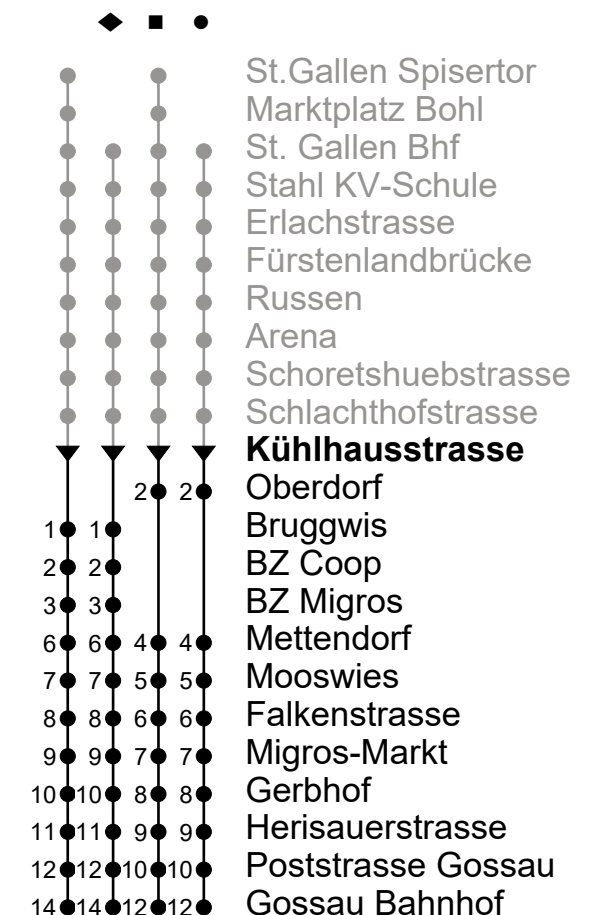 St.Gallen Spisertor
Marktplatz Bohl
St. Gallen Bhf
Stahl KV-Schule
Erlachstrasse
Fürstenlandbrücke
Russen
Arena
Schoretshuebstrasse
Schlachthofstrasse
Kühlhausstrasse
2 2 Oberdorf
1 1 Bruggwis
2 2 BZ Coop
3 3 BZ Migros
6 6 4 4 Mettendorf
7 7 5 5 Mooswies
8 8 6 6 Falkenstrasse
9 9 7 7 Migros-Markt
10 10 8 8 Gerbhof
11 11 9 9 Herisauerstrasse
12 12 10 10 Poststrasse Gossau
14 14 12 12 Gossau Bahnhof